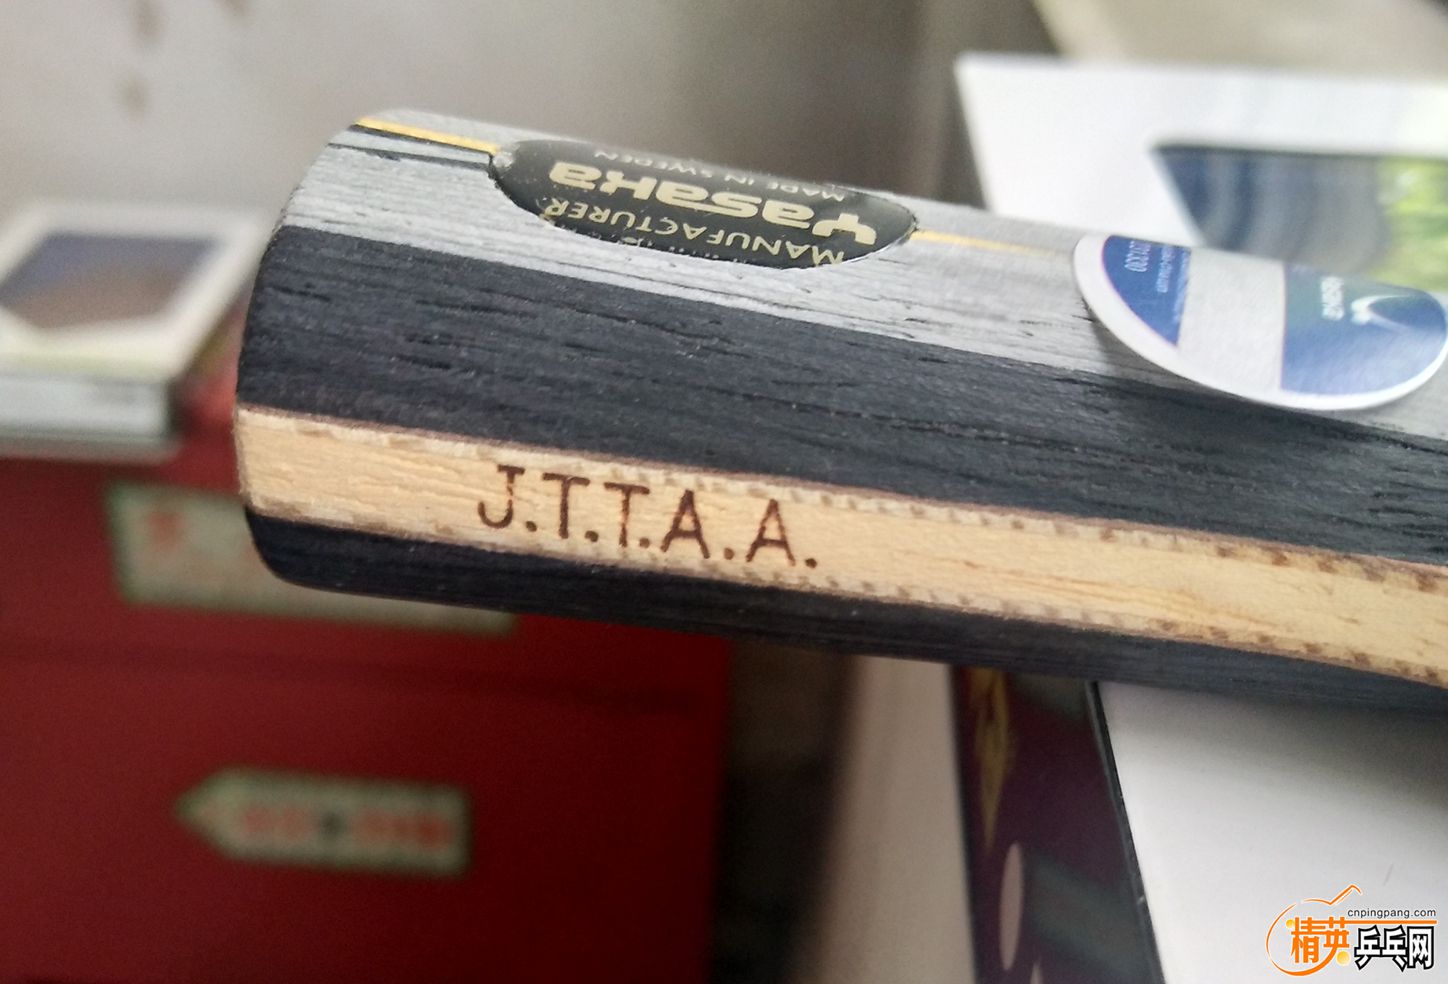 MANUFACTURER
Yasaka
MADE IN SWEDEN
J.T.T.A.A.
cnpingpang.com
精英乒乓网